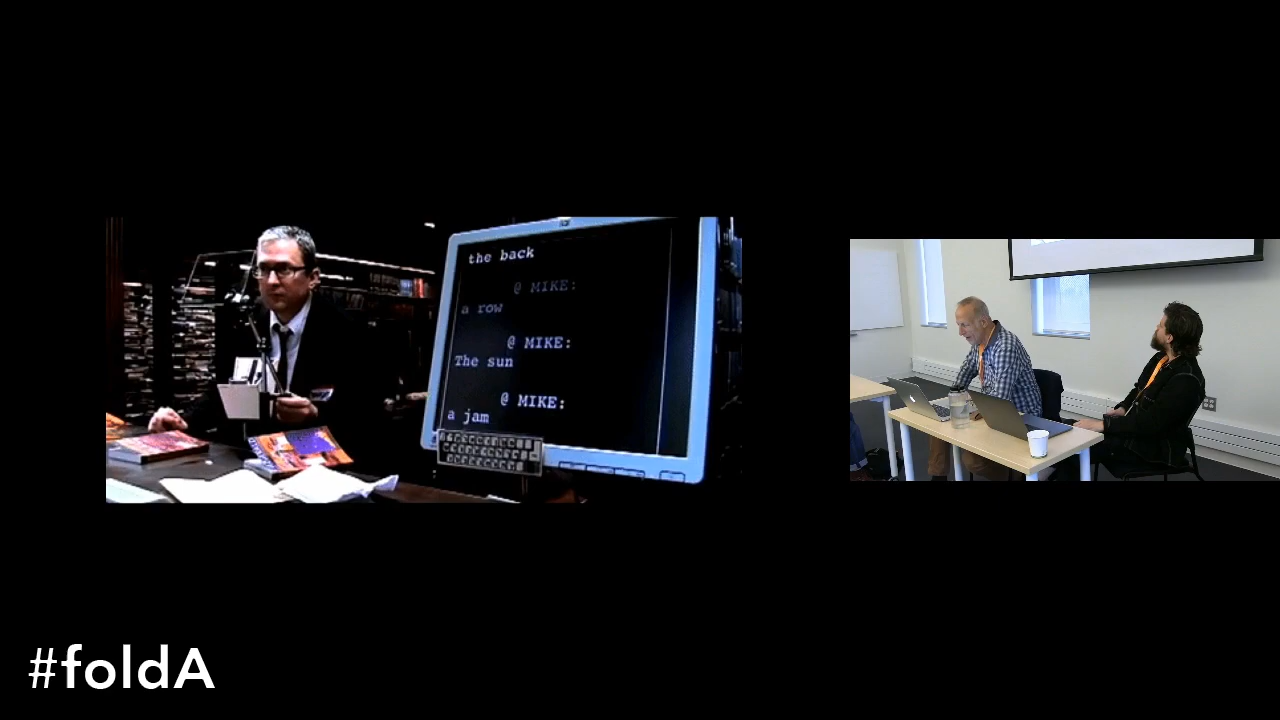 the back
@ MIKE:
a row
@ MIKE:
The sun
@ MIKE:
a jam
#foldA